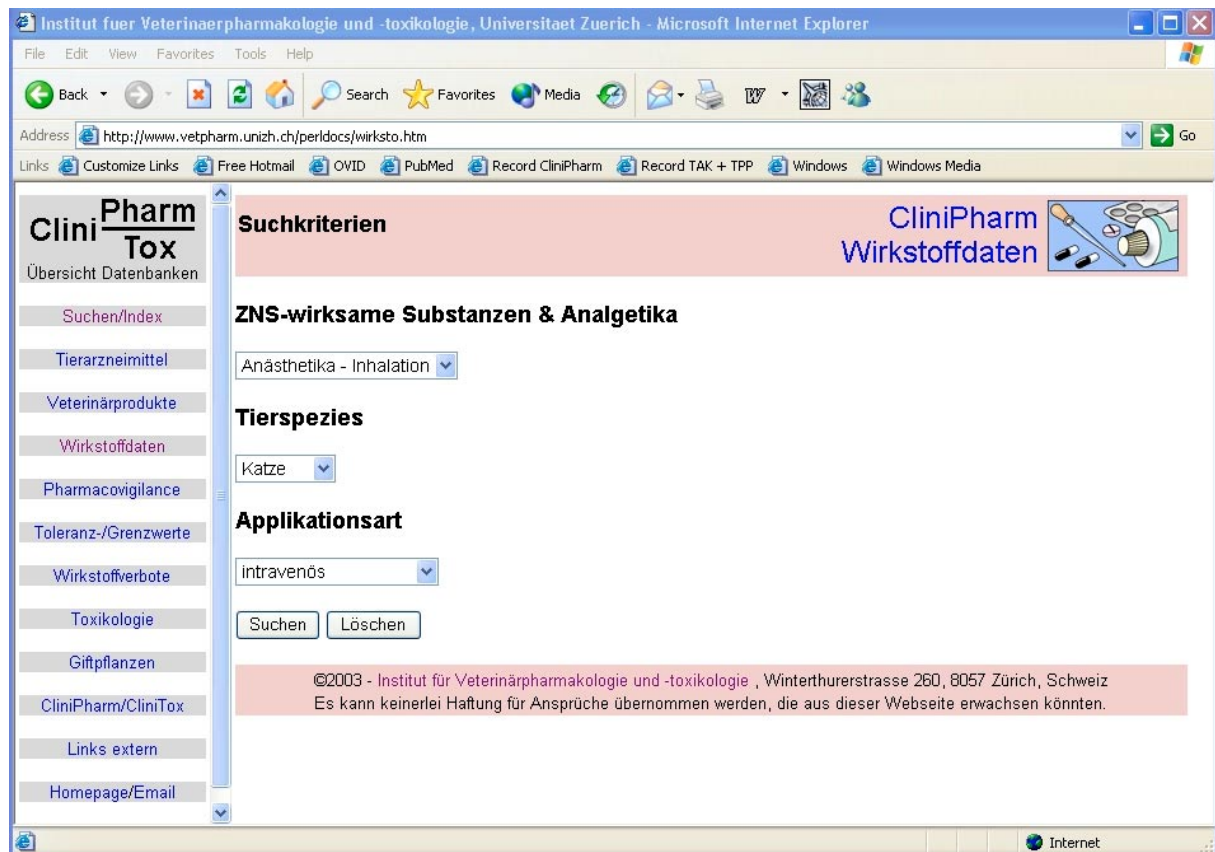 Institut fuer Veterinaerpharmakologie und -toxikologie, Universitaet Zuerich - Microsoft Internet Explorer
File Edit View Favorites Tools Help
Back Search Favorites Media
Address http://www.vetpharm.unizh.ch/perldocs/wirksto.htm Go
Links Customize Links Free Hotmail OVID PubMed Record CliniPharm Record TAK + TPP Windows Windows Media
Clini Pharm
Tox
Übersicht Datenbanken
Suchen/Index
Tierarzneimittel
Veterinärprodukte
Wirkstoffdaten
Pharmacovigilance
Toleranz-/Grenzwerte
Wirkstoffverbote
Toxikologie
Giftpflanzen
CliniPharm/CliniTox
Links extern
Homepage/Email
Suchkriterien
CliniPharm
Wirkstoffdaten
ZNS-wirksame Substanzen & Analgetika
Anästhetika - Inhalation
Tierspezies
Katze
Applikationsart
intravenös
Suchen Löschen
©2003 - Institut für Veterinärpharmakologie und -toxikologie , Winterthurerstrasse 260, 8057 Zürich, Schweiz
Es kann keinerlei Haftung für Ansprüche übernommen werden, die aus dieser Webseite erwachsen könnten.
Internet